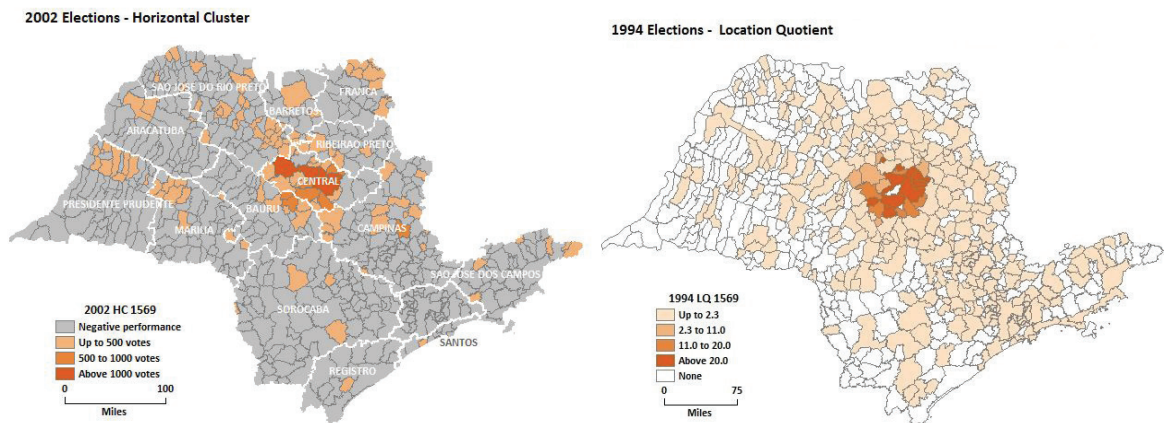 2002 Elections - Horizontal Cluster
SAO JOSE DO RIO PRETO
BARRETOS
FRANCA
ARACATUBA
RIBEIRAO PRETO
CENTRAL
PRESIDENTE PRUDENTE
BAURU
MARILIA
CAMPINAS
SAO JOSE DOS CAMPOS
SOROCABA
SANTOS
REGISTRO
2002 HC 1569
Negative performance
Up to 500 votes
500 to 1000 votes
Above 1000 votes
0 100
Miles
1994 Elections - Location Quotient
1994 LQ 1569
Up to 2.3
2.3 to 11.0
11.0 to 20.0
Above 20.0
None
0 75
Miles